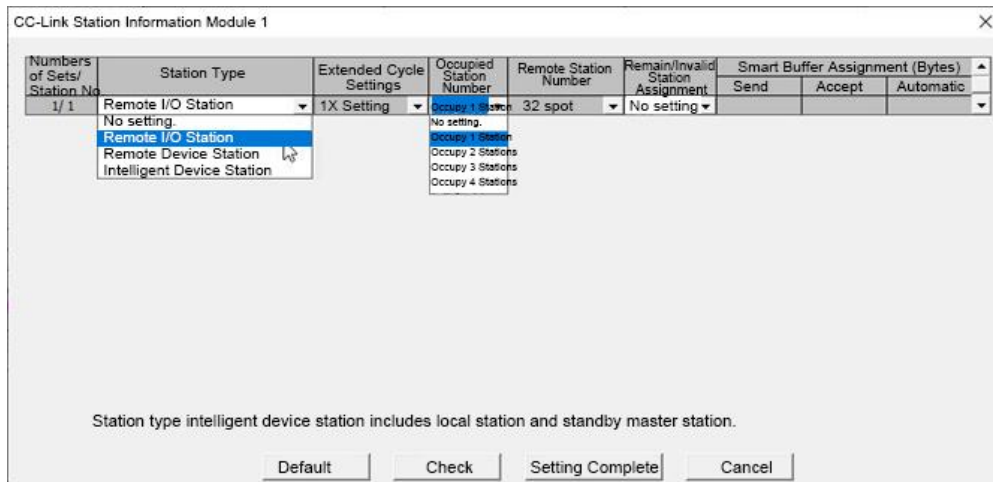 CC-Link Station Information Module 1
Numbers of Sets/ Station No
Station Type
Extended Cycle Settings
Occupied Station Number
Remote Station Number
Remain/Invalid Station Assignment
Smart Buffer Assignment (Bytes)
Send
Accept
Automatic
1/ 1
Remote I/O Station
1X Setting
Occupy 1 Station
32 spot
No setting
No setting.
Remote I/O Station
Remote Device Station
Intelligent Device Station
No setting.
Occupy 1 Station
Occupy 2 Stations
Occupy 3 Stations
Occupy 4 Stations
Station type intelligent device station includes local station and standby master station.
Default
Check
Setting Complete
Cancel